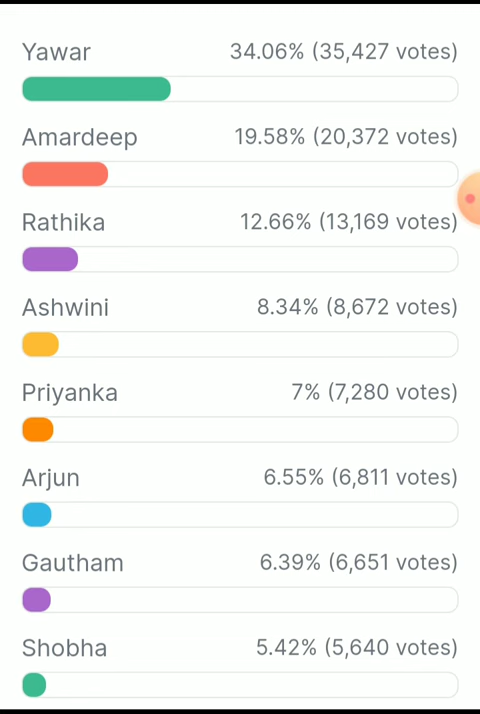 Yawar 34.06% (35,427 votes)
Amardeep 19.58% (20,372 votes)
Rathika 12.66% (13,169 votes)
Ashwini 8.34% (8,672 votes)
Priyanka 7% (7,280 votes)
Arjun 6.55% (6,811 votes)
Gautham 6.39% (6,651 votes)
Shobha 5.42% (5,640 votes)